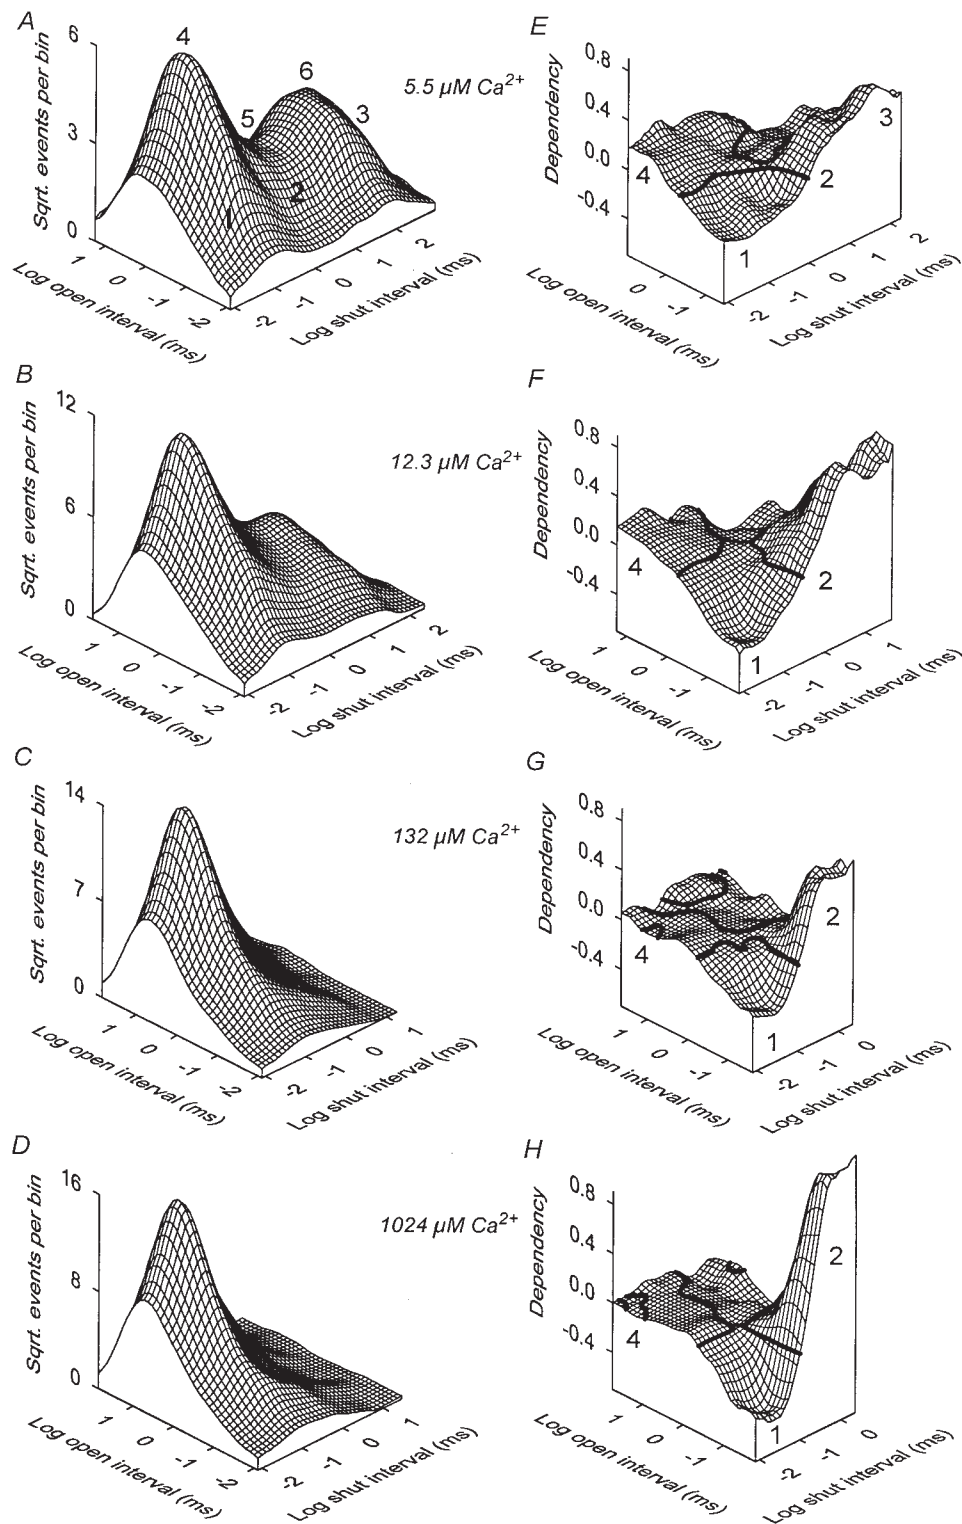 A
Sqrt. events per bin
6
3
0
4
5
6
3
1
2
1
0
-1
-2
Log open interval (ms)
-2
-1
0
1
2
Log shut interval (ms)
5.5 µM Ca2+
E
Dependency
0.8
0.4
0.0
-0.4
4
1
2
3
0
-1
Log open interval (ms)
-2
-1
0
1
2
Log shut interval (ms)
B
Sqrt. events per bin
12
6
0
1
0
-1
-2
Log open interval (ms)
-2
-1
0
1
2
Log shut interval (ms)
12.3 µM Ca2+
F
Dependency
0.8
0.4
0.0
-0.4
4
1
2
1
0
-1
Log open interval (ms)
-2
-1
0
1
Log shut interval (ms)
C
Sqrt. events per bin
14
7
0
1
0
-1
-2
Log open interval (ms)
-2
-1
0
1
Log shut interval (ms)
132 µM Ca2+
G
Dependency
0.8
0.4
0.0
-0.4
4
1
2
1
0
-1
Log open interval (ms)
-2
-1
0
Log shut interval (ms)
D
Sqrt. events per bin
16
8
0
1
0
-1
-2
Log open interval (ms)
-2
-1
0
1
Log shut interval (ms)
1024 µM Ca2+
H
Dependency
0.8
0.4
0.0
-0.4
4
1
2
1
0
-1
Log open interval (ms)
-2
-1
0
Log shut interval (ms)